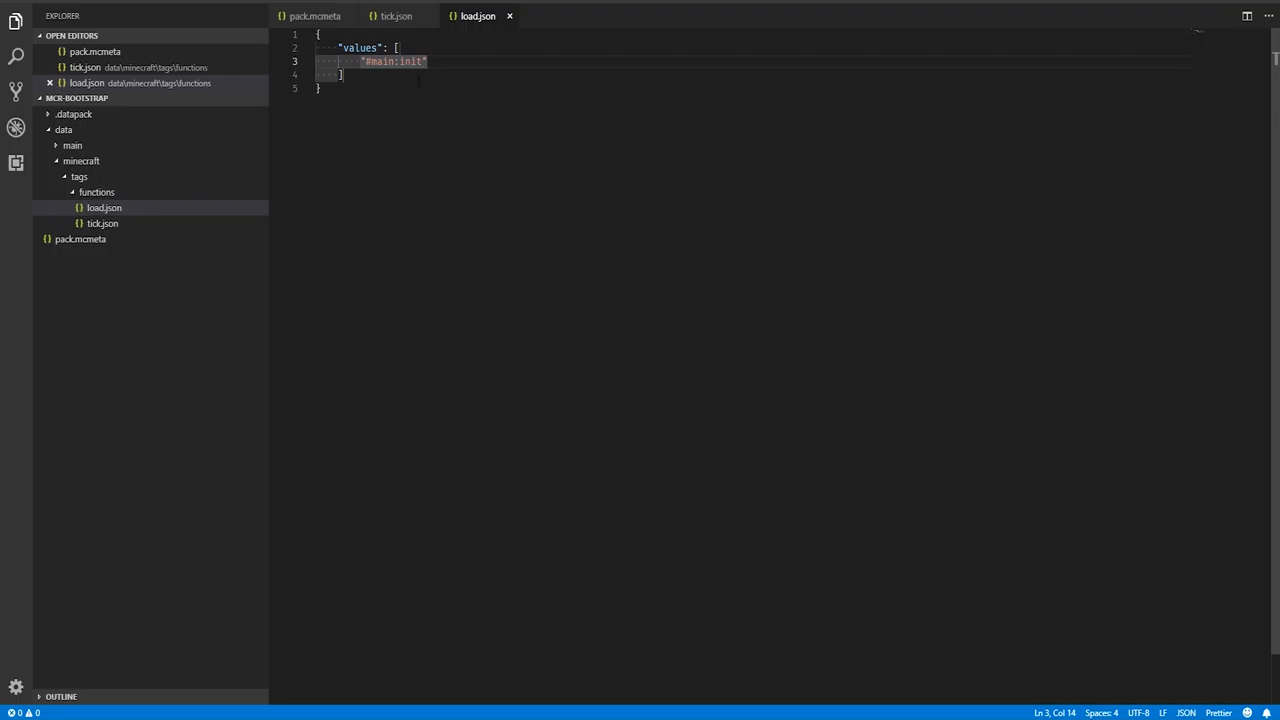 EXPLORER
OPEN EDITORS
pack.mcmeta
tick.json data\minecraft\tags\functions
load.json data\minecraft\tags\functions
MCR-BOOTSTRAP
.datapack
data
main
minecraft
tags
functions
{} load.json
{} tick.json
{} pack.mcmeta
OUTLINE
{} pack.mcmeta {} tick.json {} load.json
1 {
2 "values": [
3 "#main:init"
4 ]
5 }
0 0 Ln 3, Col 14 Spaces: 4 UTF-8 LF JSON Prettier